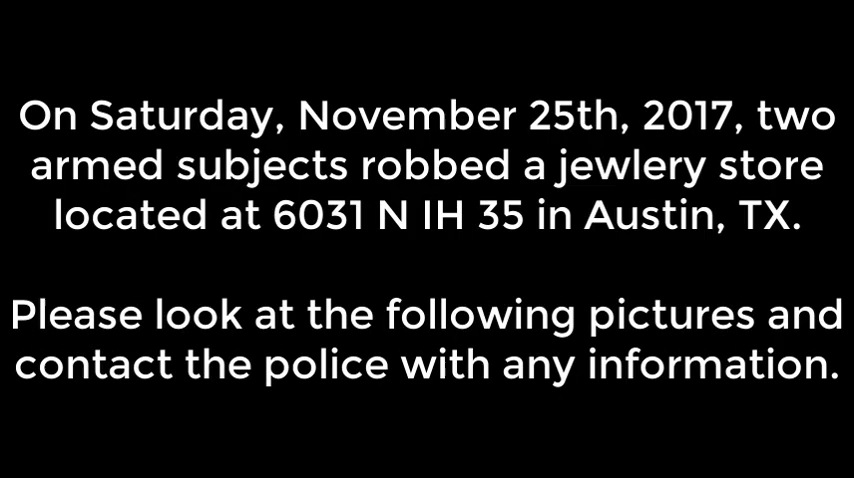 On Saturday, November 25th, 2017, two
armed subjects robbed a jewlery store
located at 6031 N IH 35 in Austin, TX.
Please look at the following pictures and
contact the police with any information.